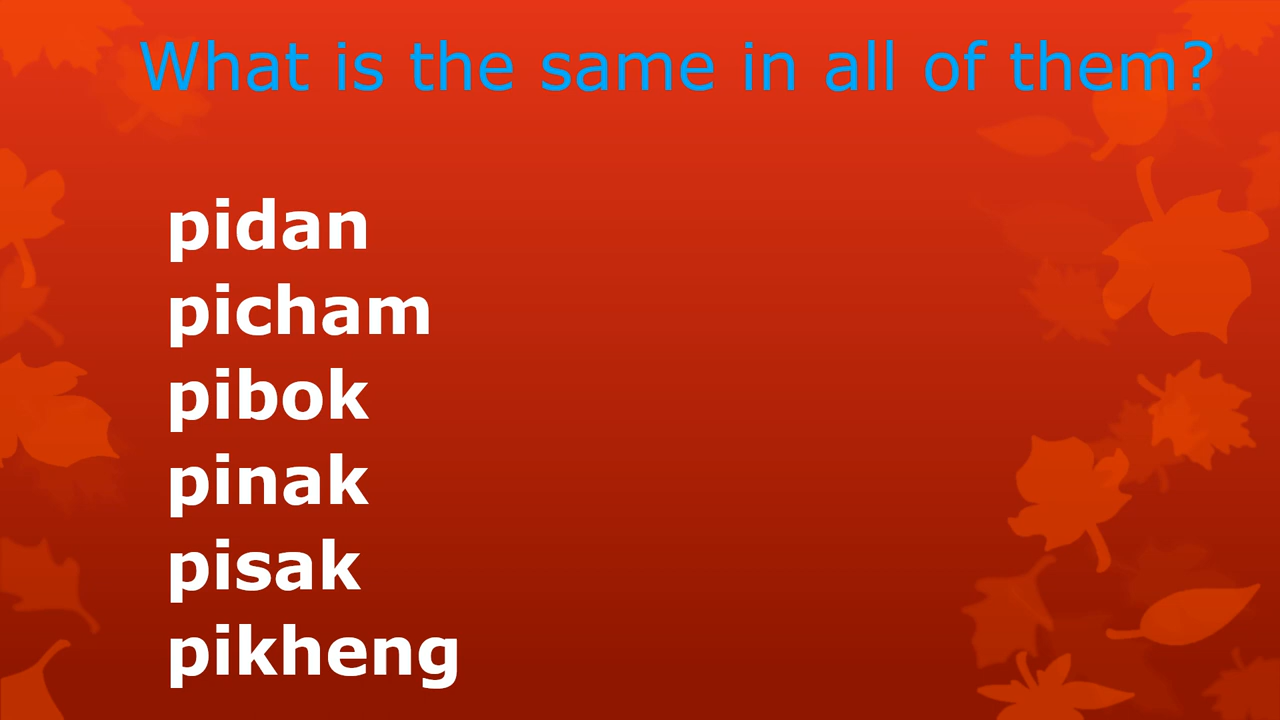 What is the same in all of them?
pidan
picham
pibok
pinak
pisak
pikheng